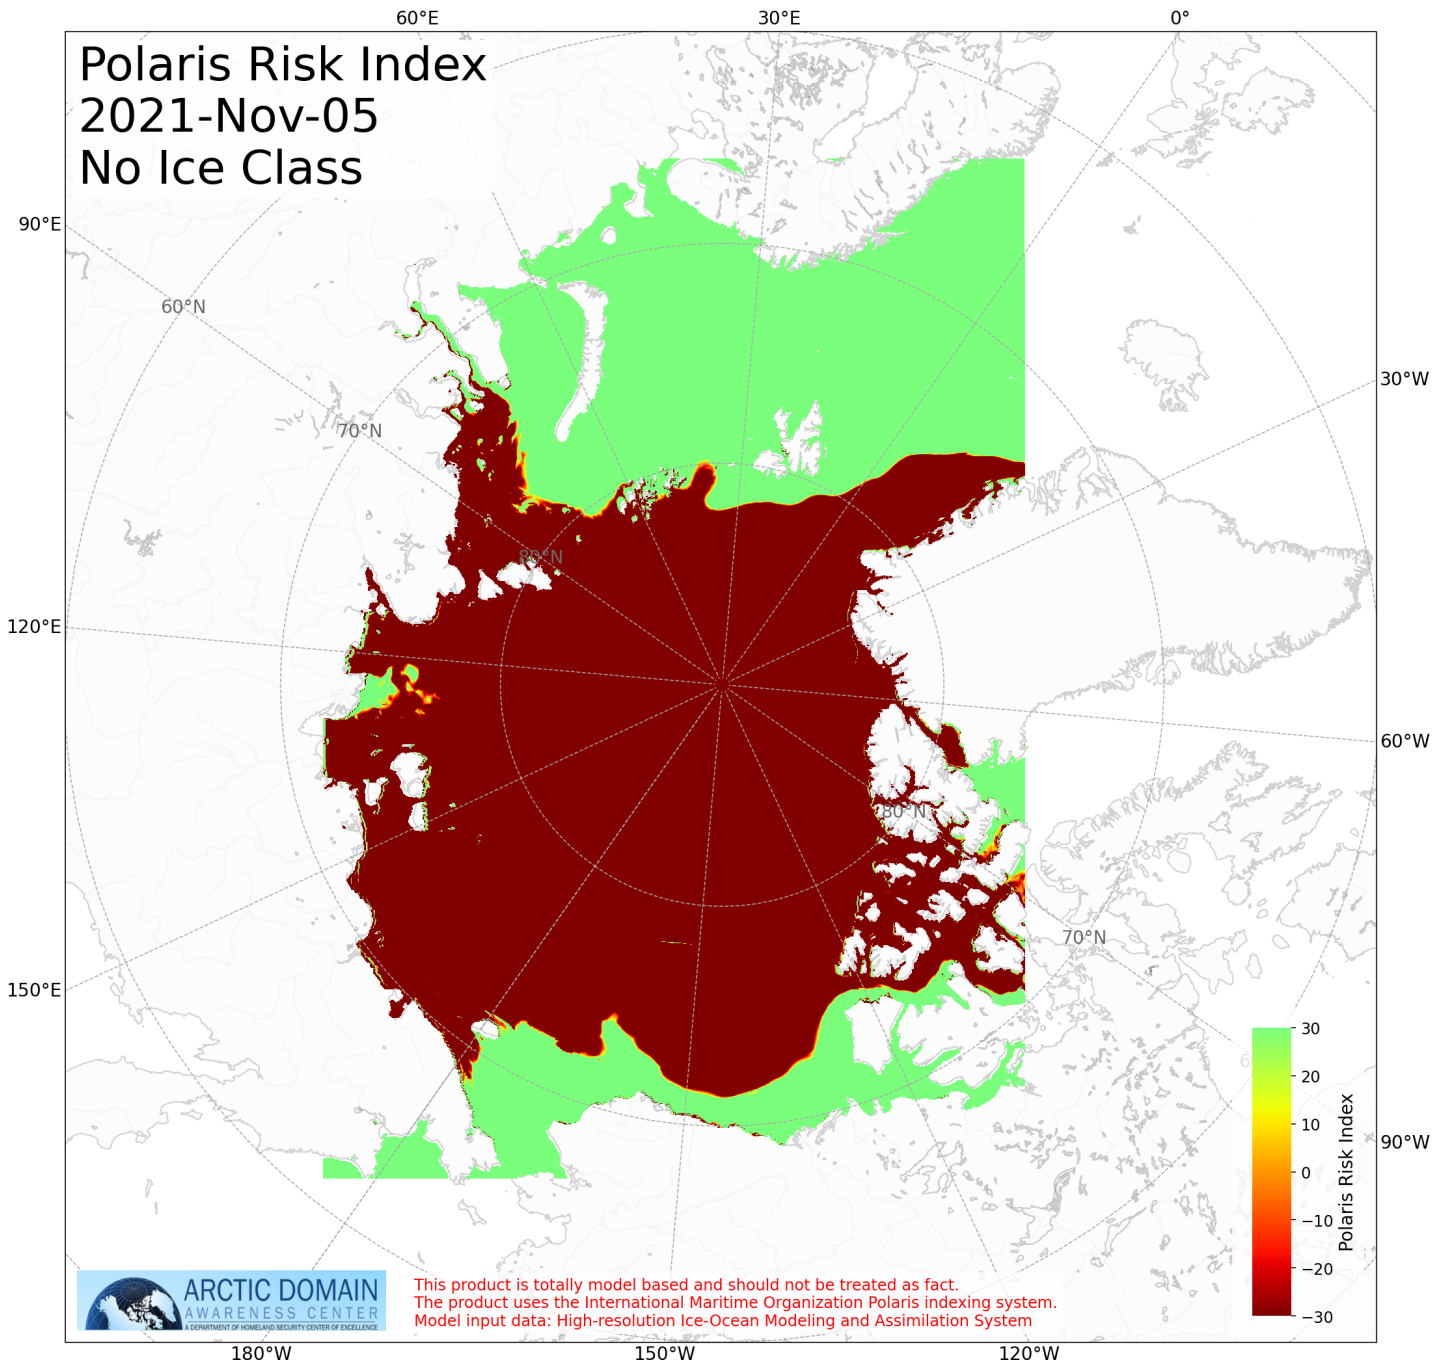 60°E 30°E 0°
Polaris Risk Index
2021-Nov-05
No Ice Class
90°E
60°N
30°W
70°N
80°N
120°E
60°W
80°N
70°N
150°E
30
20
10
0
−10
−20
−30
Polaris Risk Index
90°W
ARCTIC DOMAIN
AWARENESS CENTER
A DEPARTMENT OF HOMELAND SECURITY CENTER OF EXCELLENCE
This product is totally model based and should not be treated as fact.
The product uses the International Maritime Organization Polaris indexing system.
Model input data: High-resolution Ice-Ocean Modeling and Assimilation System
180°W 150°W 120°W